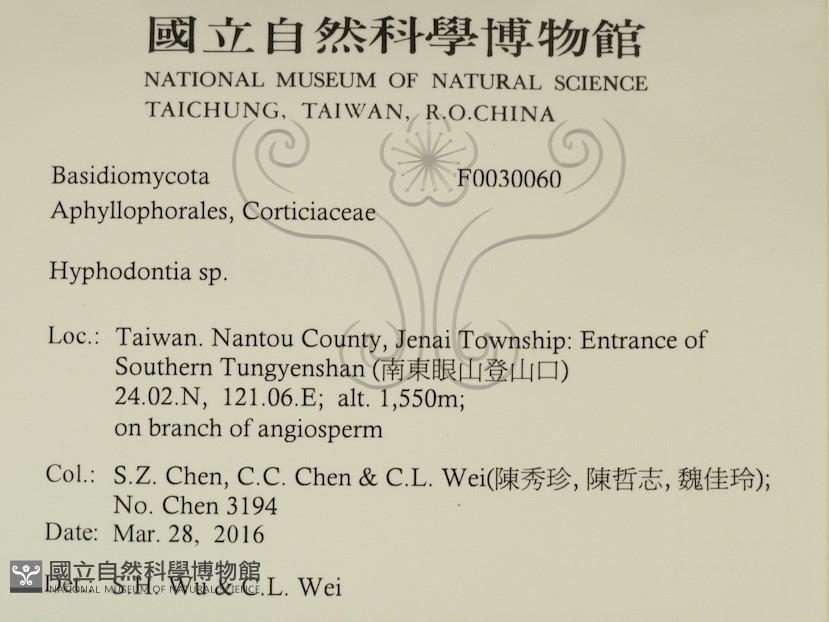 國立自然科學博物館
NATIONAL MUSEUM OF NATURAL SCIENCE
TAICHUNG, TAIWAN, R.O.CHINA
Basidiomycota F0030060
Aphyllophorales, Corticiaceae
Hyphodontia sp.
Loc.: Taiwan. Nantou County, Jenai Township: Entrance of
Southern Tungyenshan (南東眼山登山口)
24.02.N, 121.06.E; alt. 1,550m;
on branch of angiosperm
Col.: S.Z. Chen, C.C. Chen & C.L. Wei(陳秀珍, 陳哲志, 魏佳玲);
No. Chen 3194
Date: Mar. 28, 2016
Det.: S.H. Wu & C.L. Wei
國立自然科學博物館
NATIONAL MUSEUM OF NATURAL SCIENCE